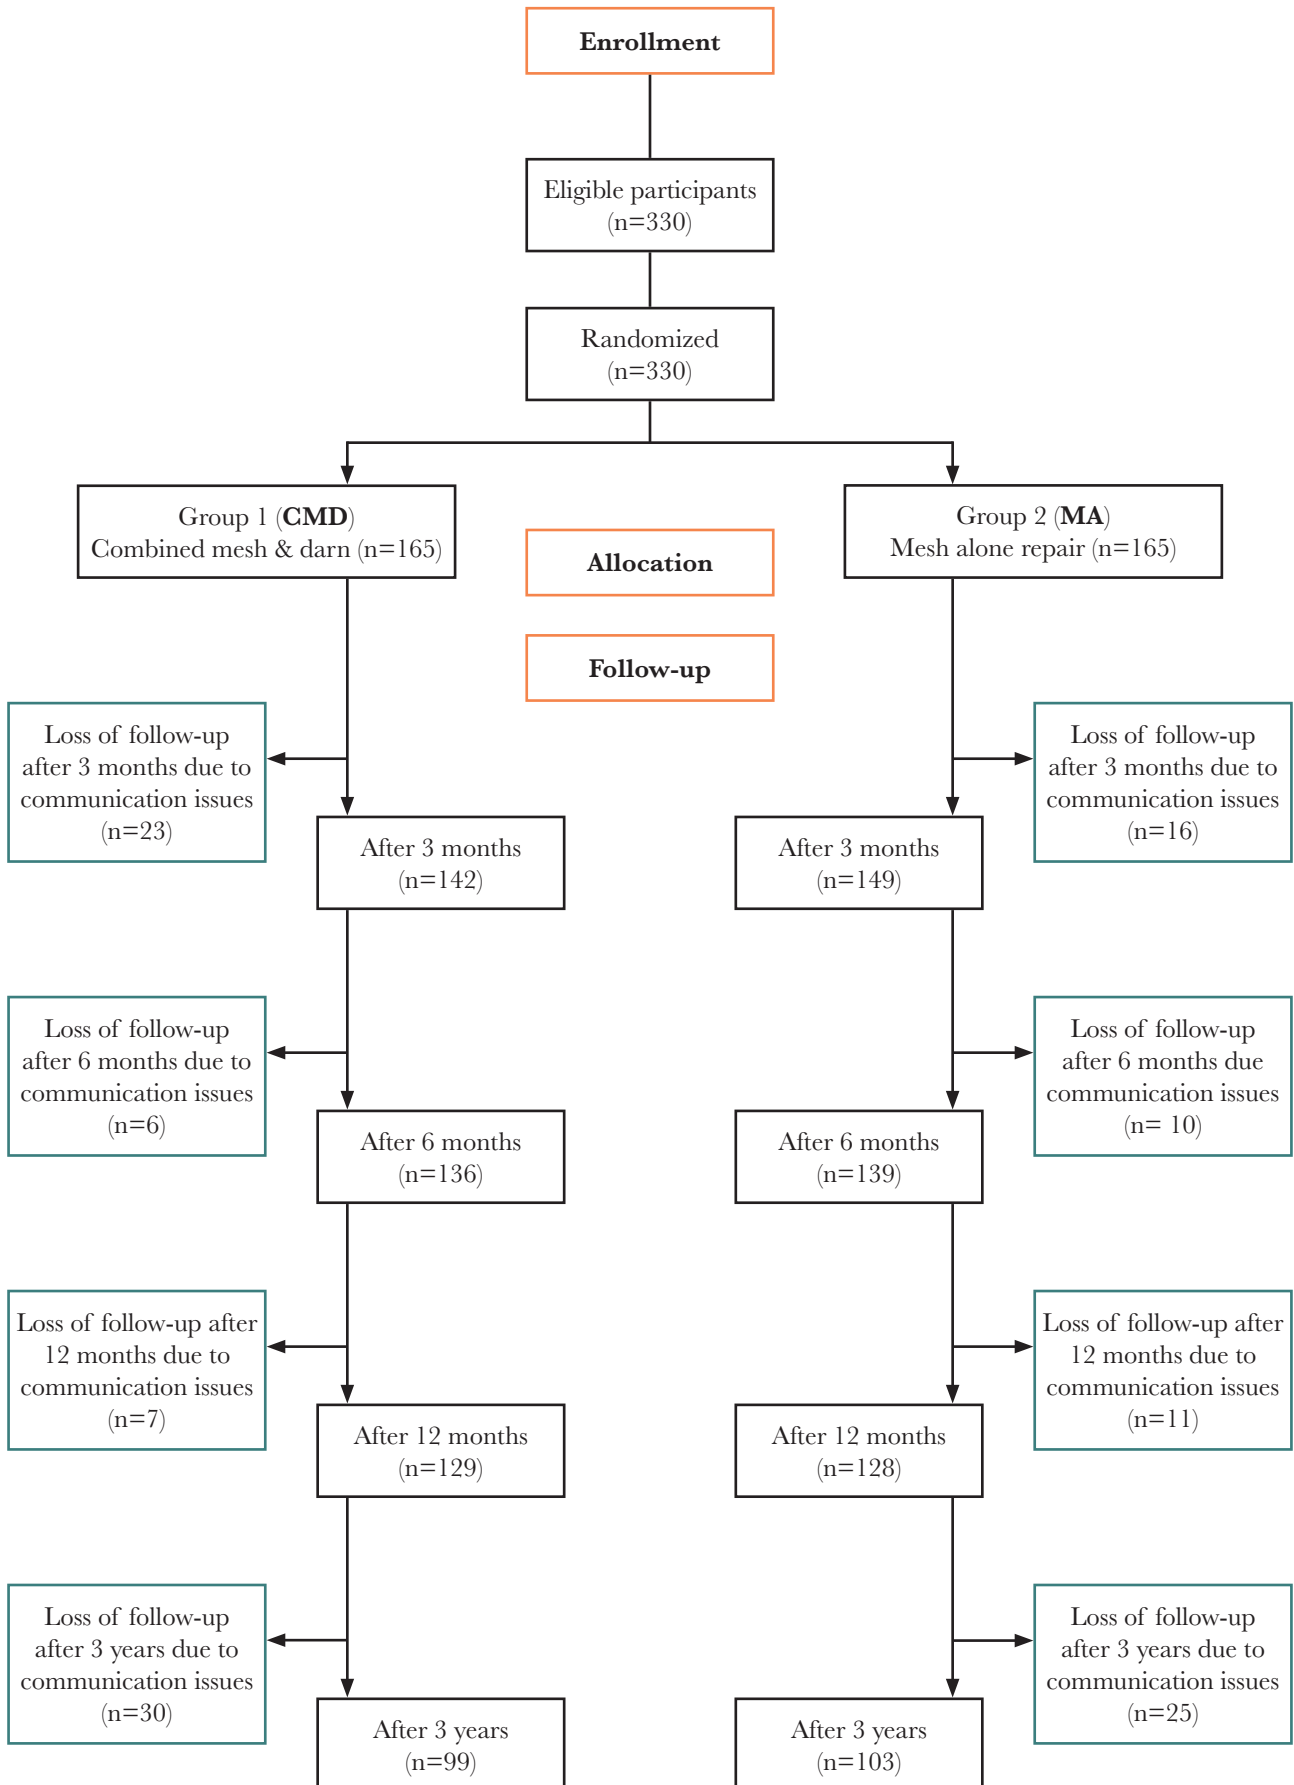 Enrollment
Eligible participants
(n=330)
Randomized
(n=330)
Group 1 (CMD)
Combined mesh & darn (n=165)
Group 2 (MA)
Mesh alone repair (n=165)
Allocation
Follow-up
Loss of follow-up
after 3 months due to
communication issues
(n=23)
Loss of follow-up
after 3 months due to
communication issues
(n=16)
After 3 months
(n=142)
After 3 months
(n=149)
Loss of follow-up
after 6 months due to
communication issues
(n=6)
Loss of follow-up
after 6 months due
communication issues
(n= 10)
After 6 months
(n=136)
After 6 months
(n=139)
Loss of follow-up after
12 months due to
communication issues
(n=7)
Loss of follow-up after
12 months due to
communication issues
(n=11)
After 12 months
(n=129)
After 12 months
(n=128)
Loss of follow-up
after 3 years due to
communication issues
(n=30)
Loss of follow-up
after 3 years due to
communication issues
(n=25)
After 3 years
(n=99)
After 3 years
(n=103)